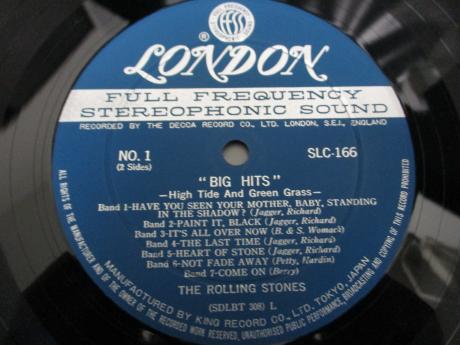 LONDON
FULL FREQUENCY
STEREOPHONIC SOUND
RECORDED BY THE DECCA RECORD CO., LTD. LONDON, S.E.I., ENGLAND
NO. 1
(2 Sides)
SLC-166
"BIG HITS"
—High Tide And Green Grass—
Band 1-HAVE YOU SEEN YOUR MOTHER, BABY, STANDING
IN THE SHADOW? (Jagger, Richard)
Band 2-PAINT IT, BLACK (Jagger, Richard)
Band 3-IT'S ALL OVER NOW (B. & S. Womack)
Band 4-THE LAST TIME (Jagger, Richard)
Band 5-HEART OF STONE (Jagger, Richard)
Band 6-NOT FADE AWAY (Petty, Hardin)
Band 7-COME ON (Berry)
THE ROLLING STONES
(SDLBT 308) L
MANUFACTURED BY KING RECORD CO., LTD. TOKYO, JAPAN
ALL RIGHTS OF THE MANUFACTURER AND OF THE OWNER OF THE RECORDED WORK RESERVED, UNAUTHORISED PUBLIC PERFORMANCE, BROADCASTING AND COPYING OF THIS RECORD PROHIBITED